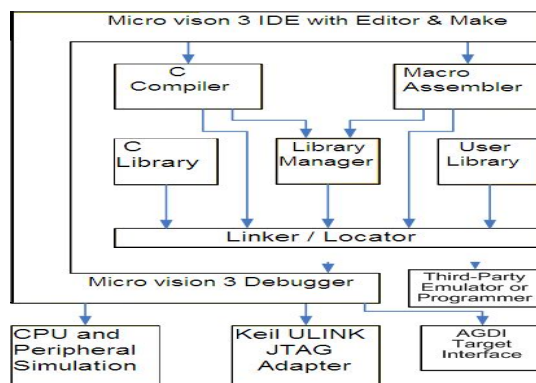 Micro vison 3 IDE with Editor & Make
C
Compiler
Macro
Assembler
C
Library
Library
Manager
User
Library
Linker / Locator
Micro vision 3 Debugger
Third-Party
Emulator or
Programmer
CPU and
Peripheral
Simulation
Keil ULINK
JTAG
Adapter
AGDI
Target
Interface